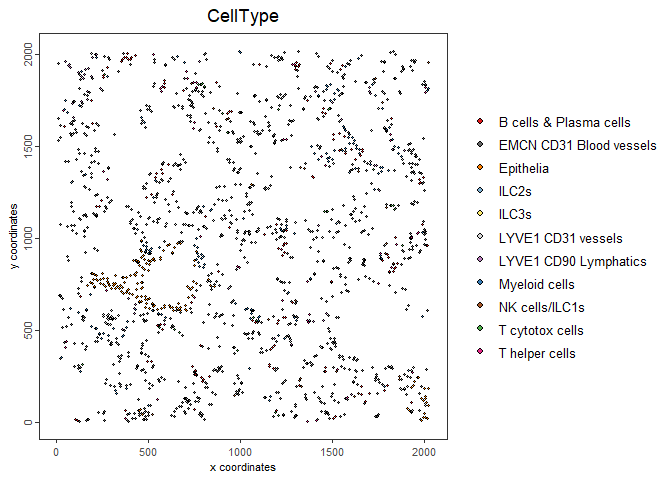 CellType
2000
1500
1000
500
0
y coordinates
0
500
1000
1500
2000
x coordinates
B cells & Plasma cells
EMCN CD31 Blood vessels
Epithelia
ILC2s
ILC3s
LYVE1 CD31 vessels
LYVE1 CD90 Lymphatics
Myeloid cells
NK cells/ILC1s
T cytotox cells
T helper cells